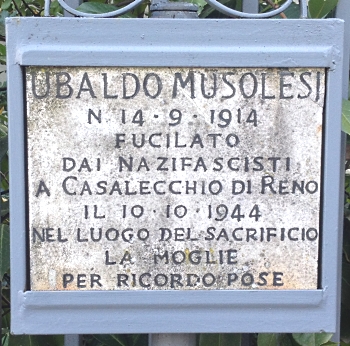 UBALDO MUSOLESI
N 14·9·1914
FUCILATO
DAI NAZIFASCISTI
A CASALECCHIO DI RENO
IL 10·10·1944
NEL LUOGO DEL SACRIFICIO
LA MOGLIE
PER RICORDO POSE